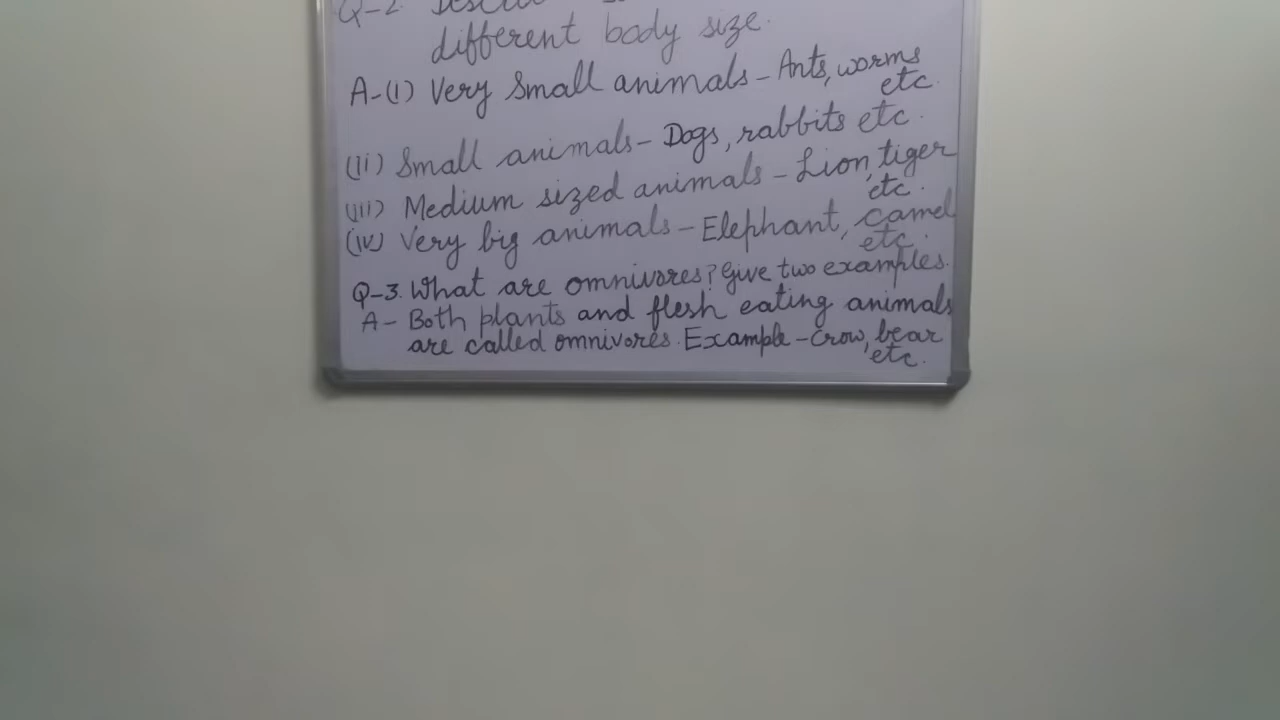 Q-2.
different body size.
A-(i) Very small animals - Ants, worms
etc.
(ii) Small animals - Dogs, rabbits etc.
(iii) Medium sized animals - Lion, tiger
etc.
(iv) Very big animals - Elephant, camel
etc.
Q-3. What are omnivores? Give two examples.
A - Both plants and flesh eating animals
are called omnivores. Example - Crow, bear
etc.